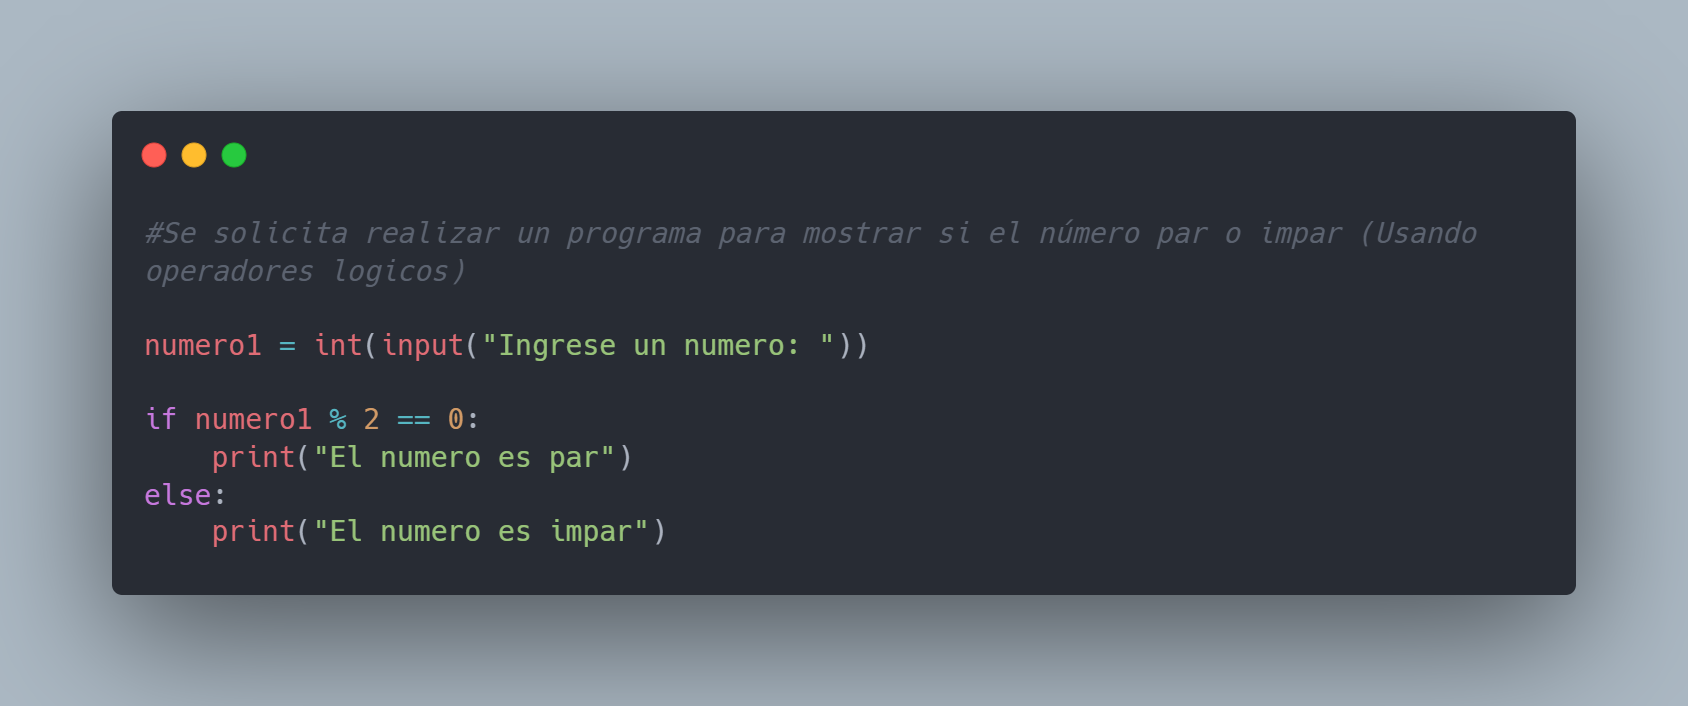 #Se solicita realizar un programa para mostrar si el número par o impar (Usando
operadores logicos)
numero1 = int(input("Ingrese un numero: "))
if numero1 % 2 == 0:
    print("El numero es par")
else:
    print("El numero es impar")